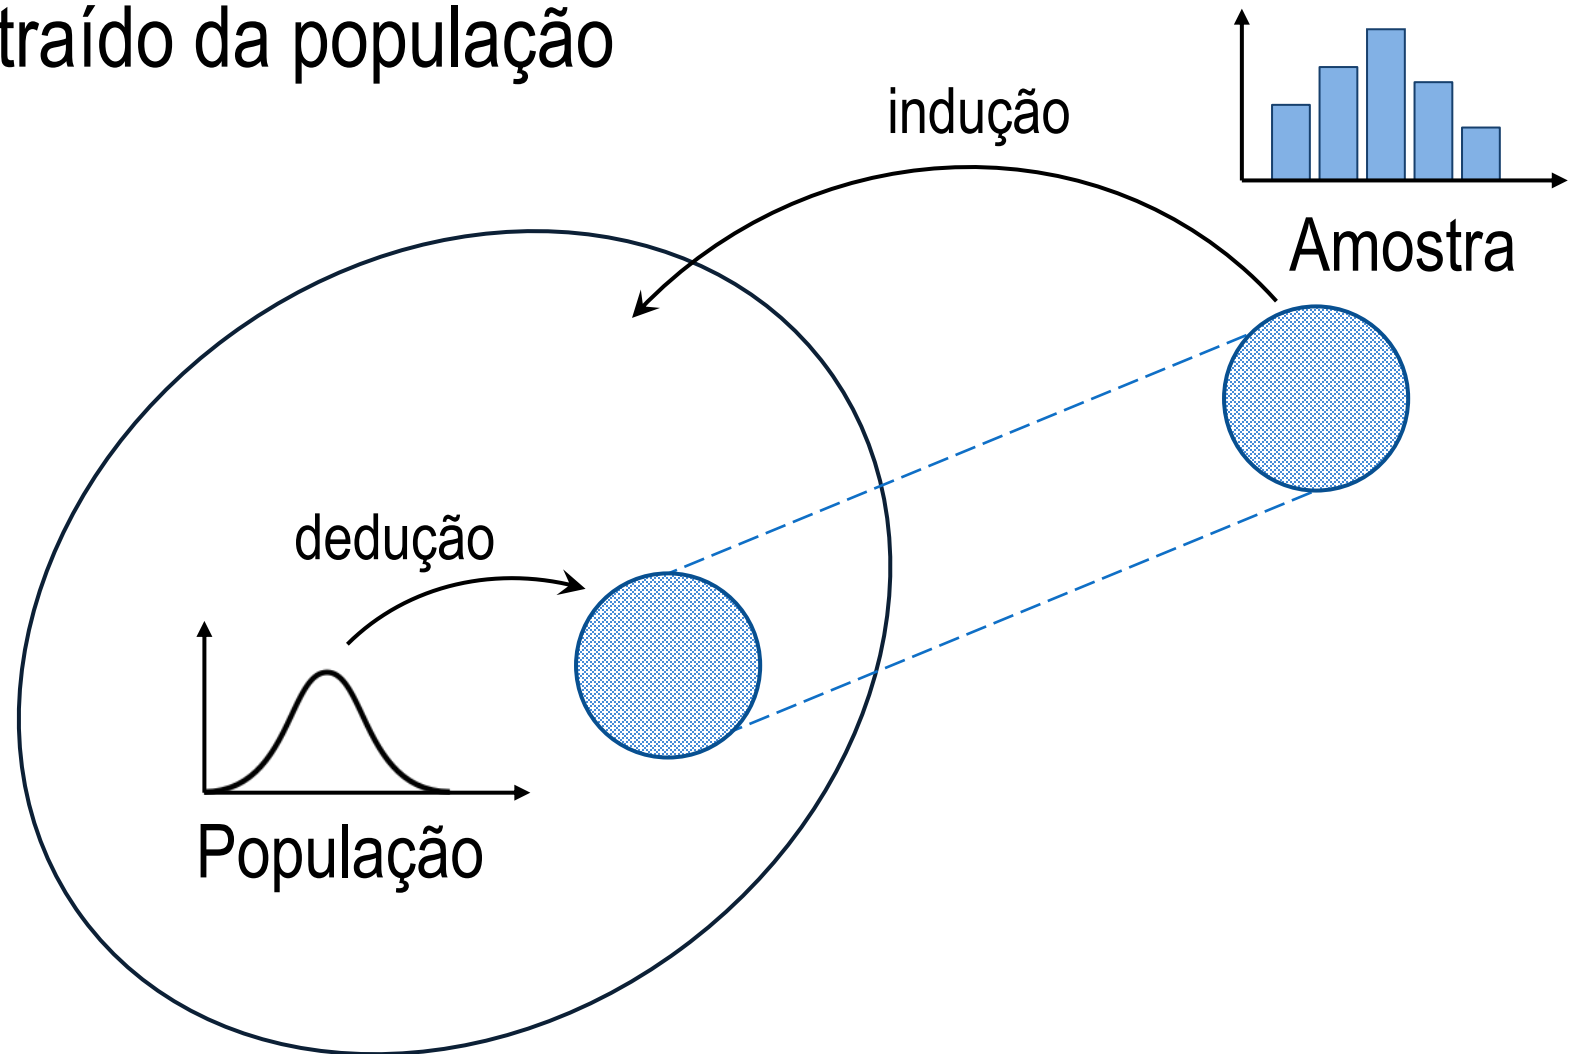 traído da população
indução
Amostra
dedução
População